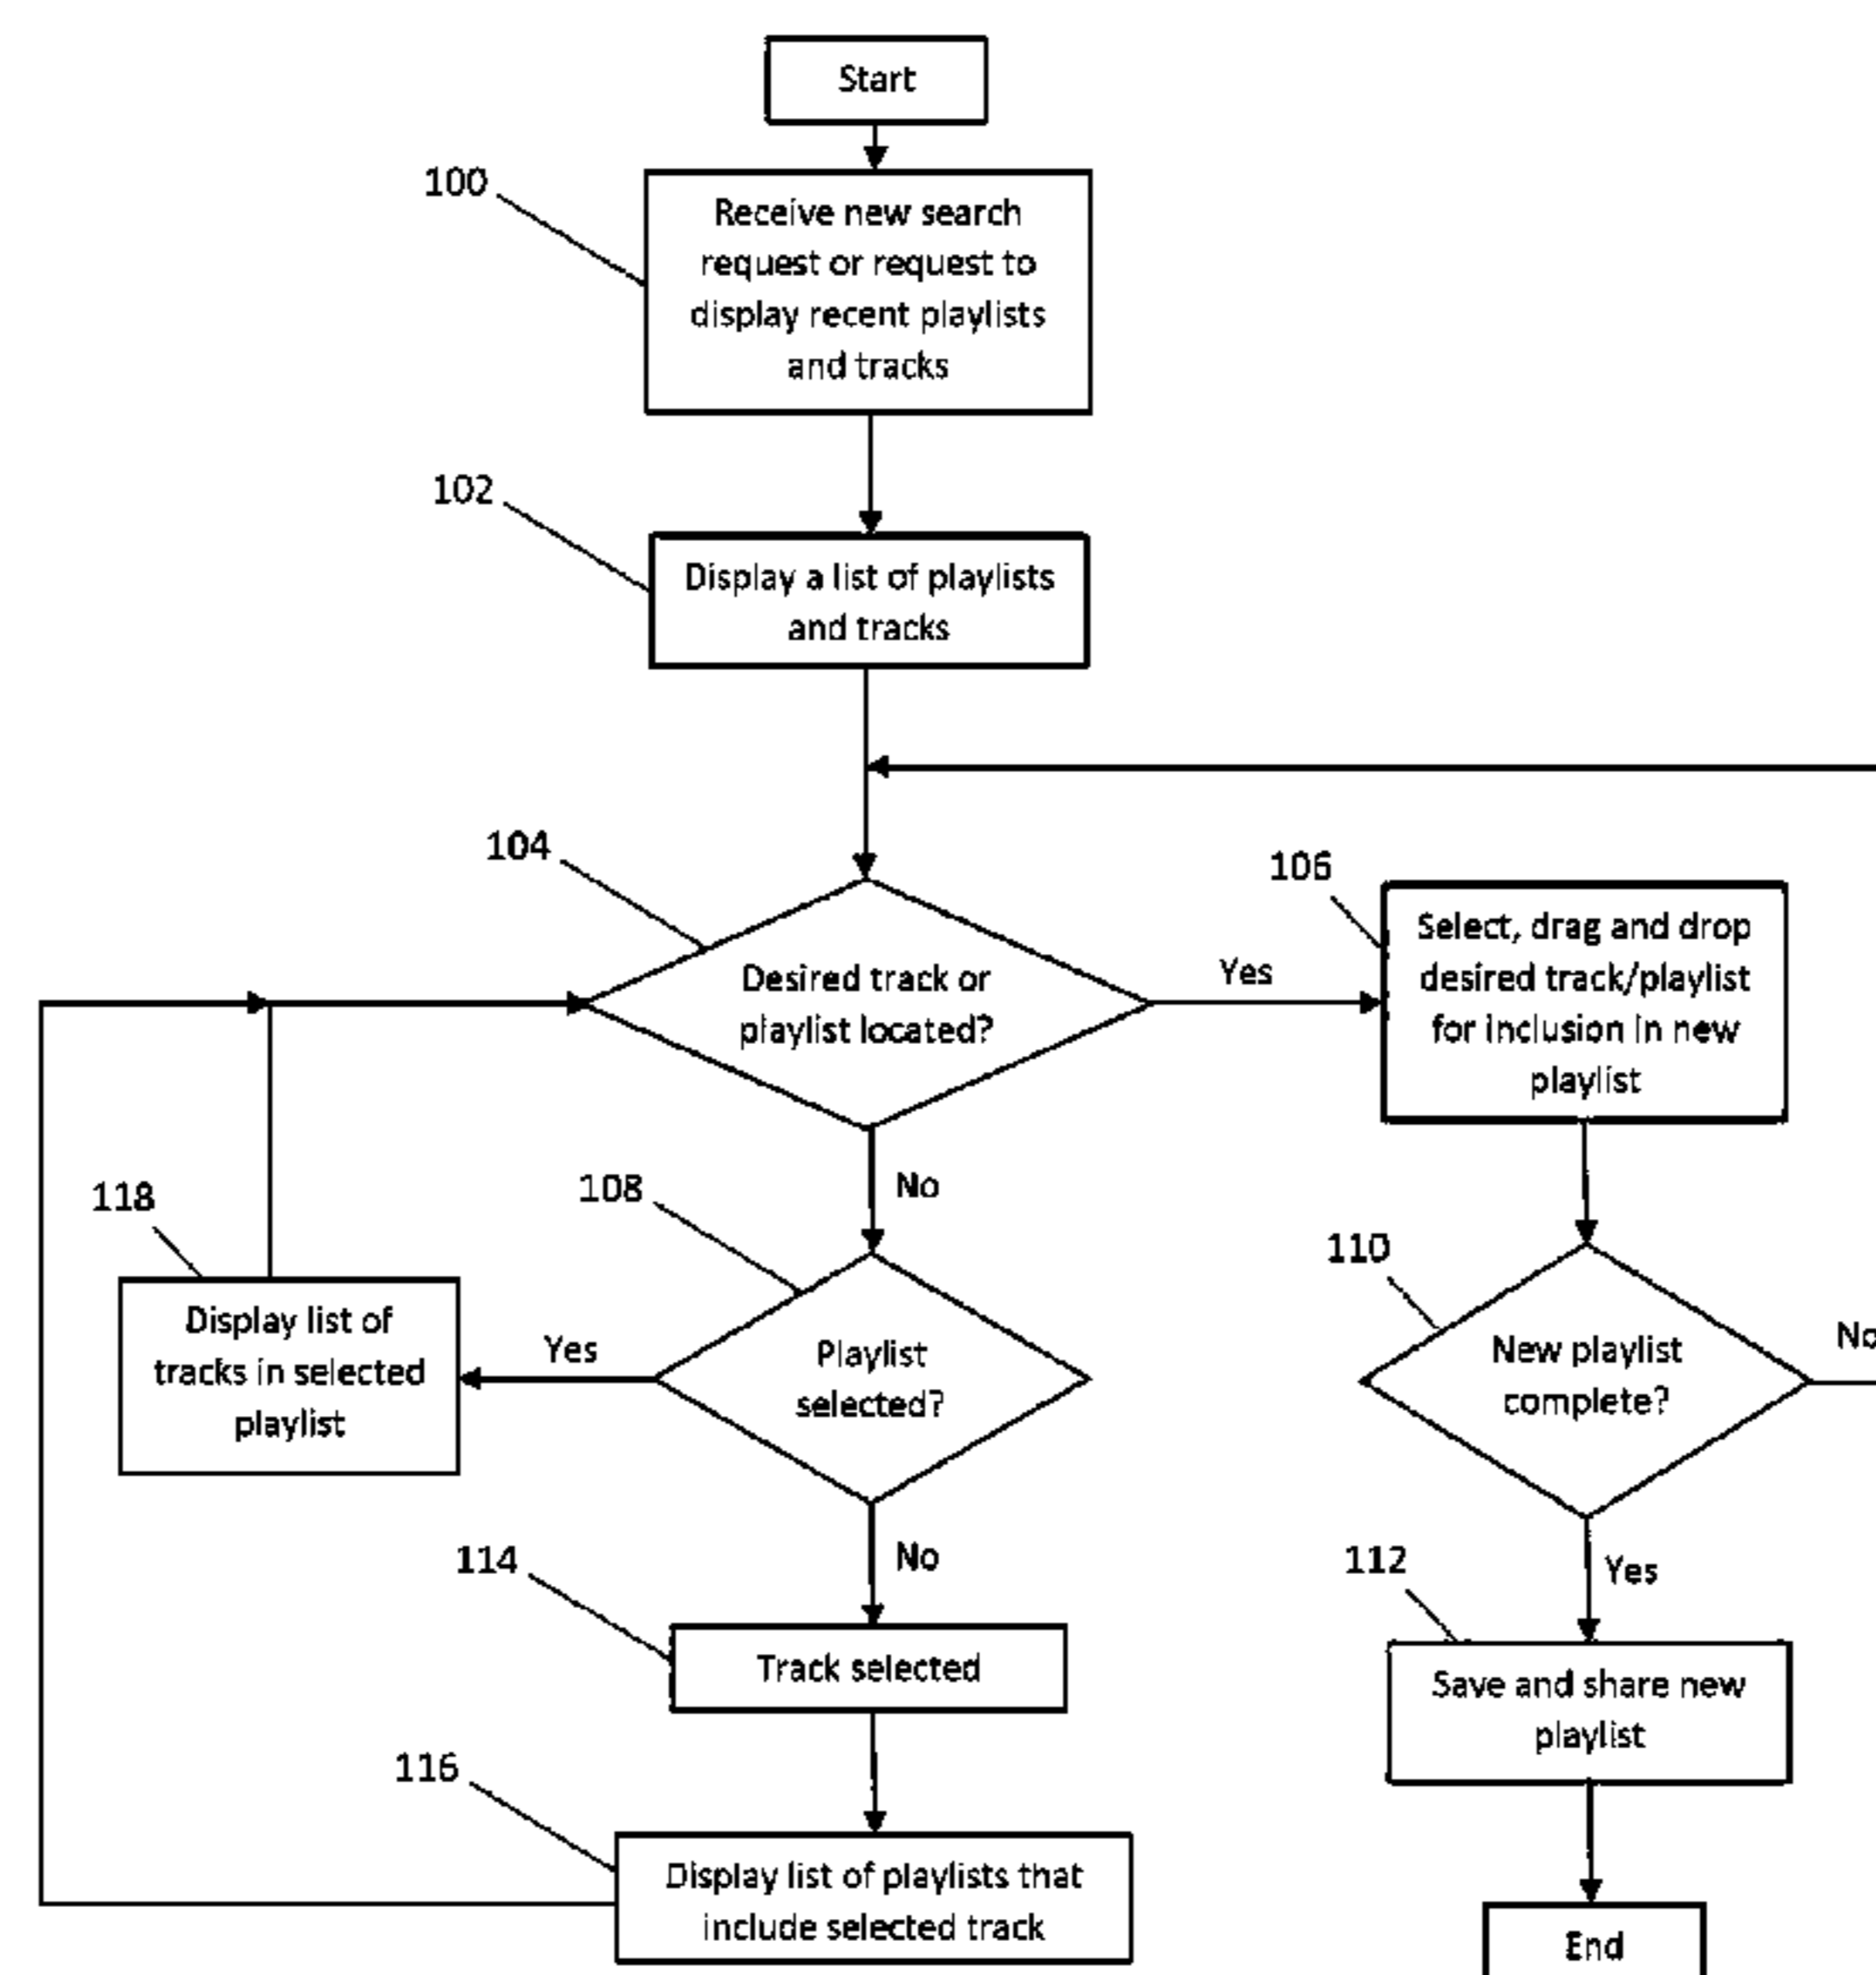 Start
100
Receive new search
request or request to
display recent playlists
and tracks
102
Display a list of playlists
and tracks
104
Desired track or
playlist located?
Yes
106
Select, drag and drop
desired track/playlist
for inclusion in new
playlist
No
108
Playlist
selected?
Yes
118
Display list of
tracks in selected
playlist
110
New playlist
complete?
No
No
114
Track selected
Yes
112
Save and share new
playlist
116
Display list of playlists that
include selected track
End